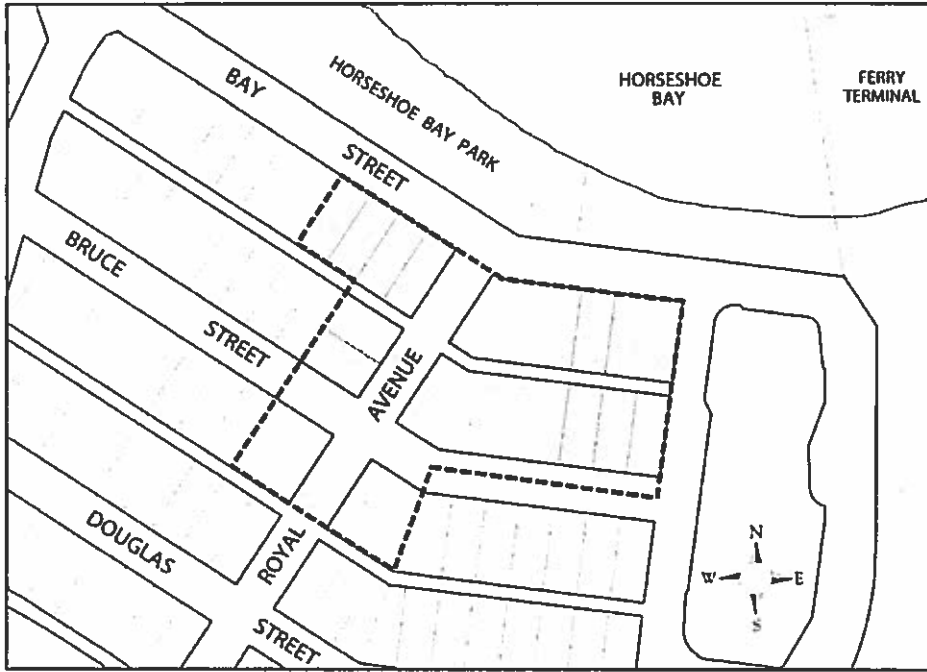 HORSESHOE
BAY
FERRY
TERMINAL
HORSESHOE BAY PARK
BAY
STREET
BRUCE
STREET
AVENUE
ROYAL
DOUGLAS
STREET
N
W
E
S